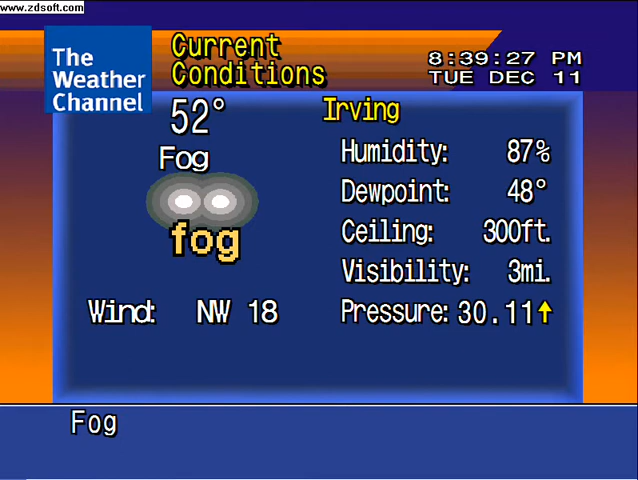 www.zdsoft.com
The
Weather
Channel
Current
Conditions
8:39:27 PM
TUE DEC 11
52°
Fog
fog
Wind: NW 18
Irving
Humidity: 87%
Dewpoint: 48°
Ceiling: 300ft.
Visibility: 3mi.
Pressure: 30.11↑
Fog